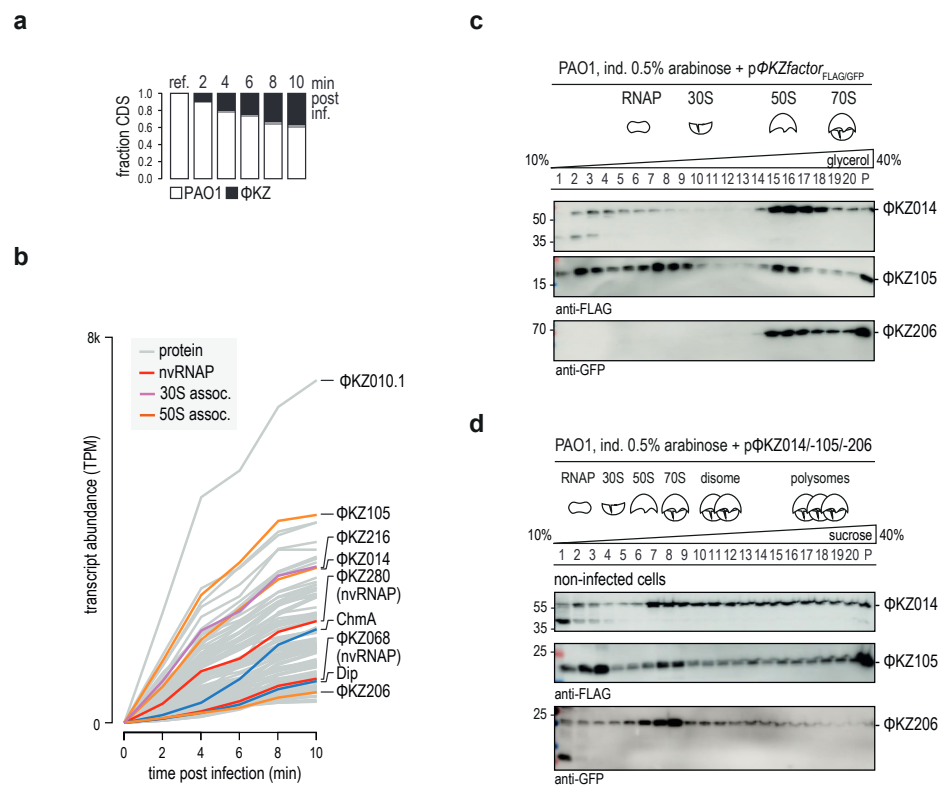 a
ref. 2 4 6 8 10 min
post
inf.
1.0
0.8
0.6
0.4
0.2
0.0
fraction CDS
PAO1 ΦKZ
b
8k
0
transcript abundance (TPM)
protein
nvRNAP
30S assoc.
50S assoc.
ΦKZ010.1
ΦKZ105
ΦKZ216
ΦKZ014
ΦKZ280
(nvRNAP)
ChmA
ΦKZ068
(nvRNAP)
Dip
ΦKZ206
0 2 4 6 8 10
time post infection (min)
c
PAO1, ind. 0.5% arabinose + pΦKZfactor FLAG/GFP
RNAP 30S 50S 70S
10% glycerol 40%
1 2 3 4 5 6 7 8 9 10 11 12 13 14 15 16 17 18 19 20 P
50
35
ΦKZ014
15
ΦKZ105
anti-FLAG
70
ΦKZ206
anti-GFP
d
PAO1, ind. 0.5% arabinose + pΦKZ014/-105/-206
RNAP 30S 50S 70S disome polysomes
10% sucrose 40%
1 2 3 4 5 6 7 8 9 10 11 12 13 14 15 16 17 18 19 20 P
non-infected cells
55
35
ΦKZ014
25
15
ΦKZ105
anti-FLAG
25
ΦKZ206
anti-GFP